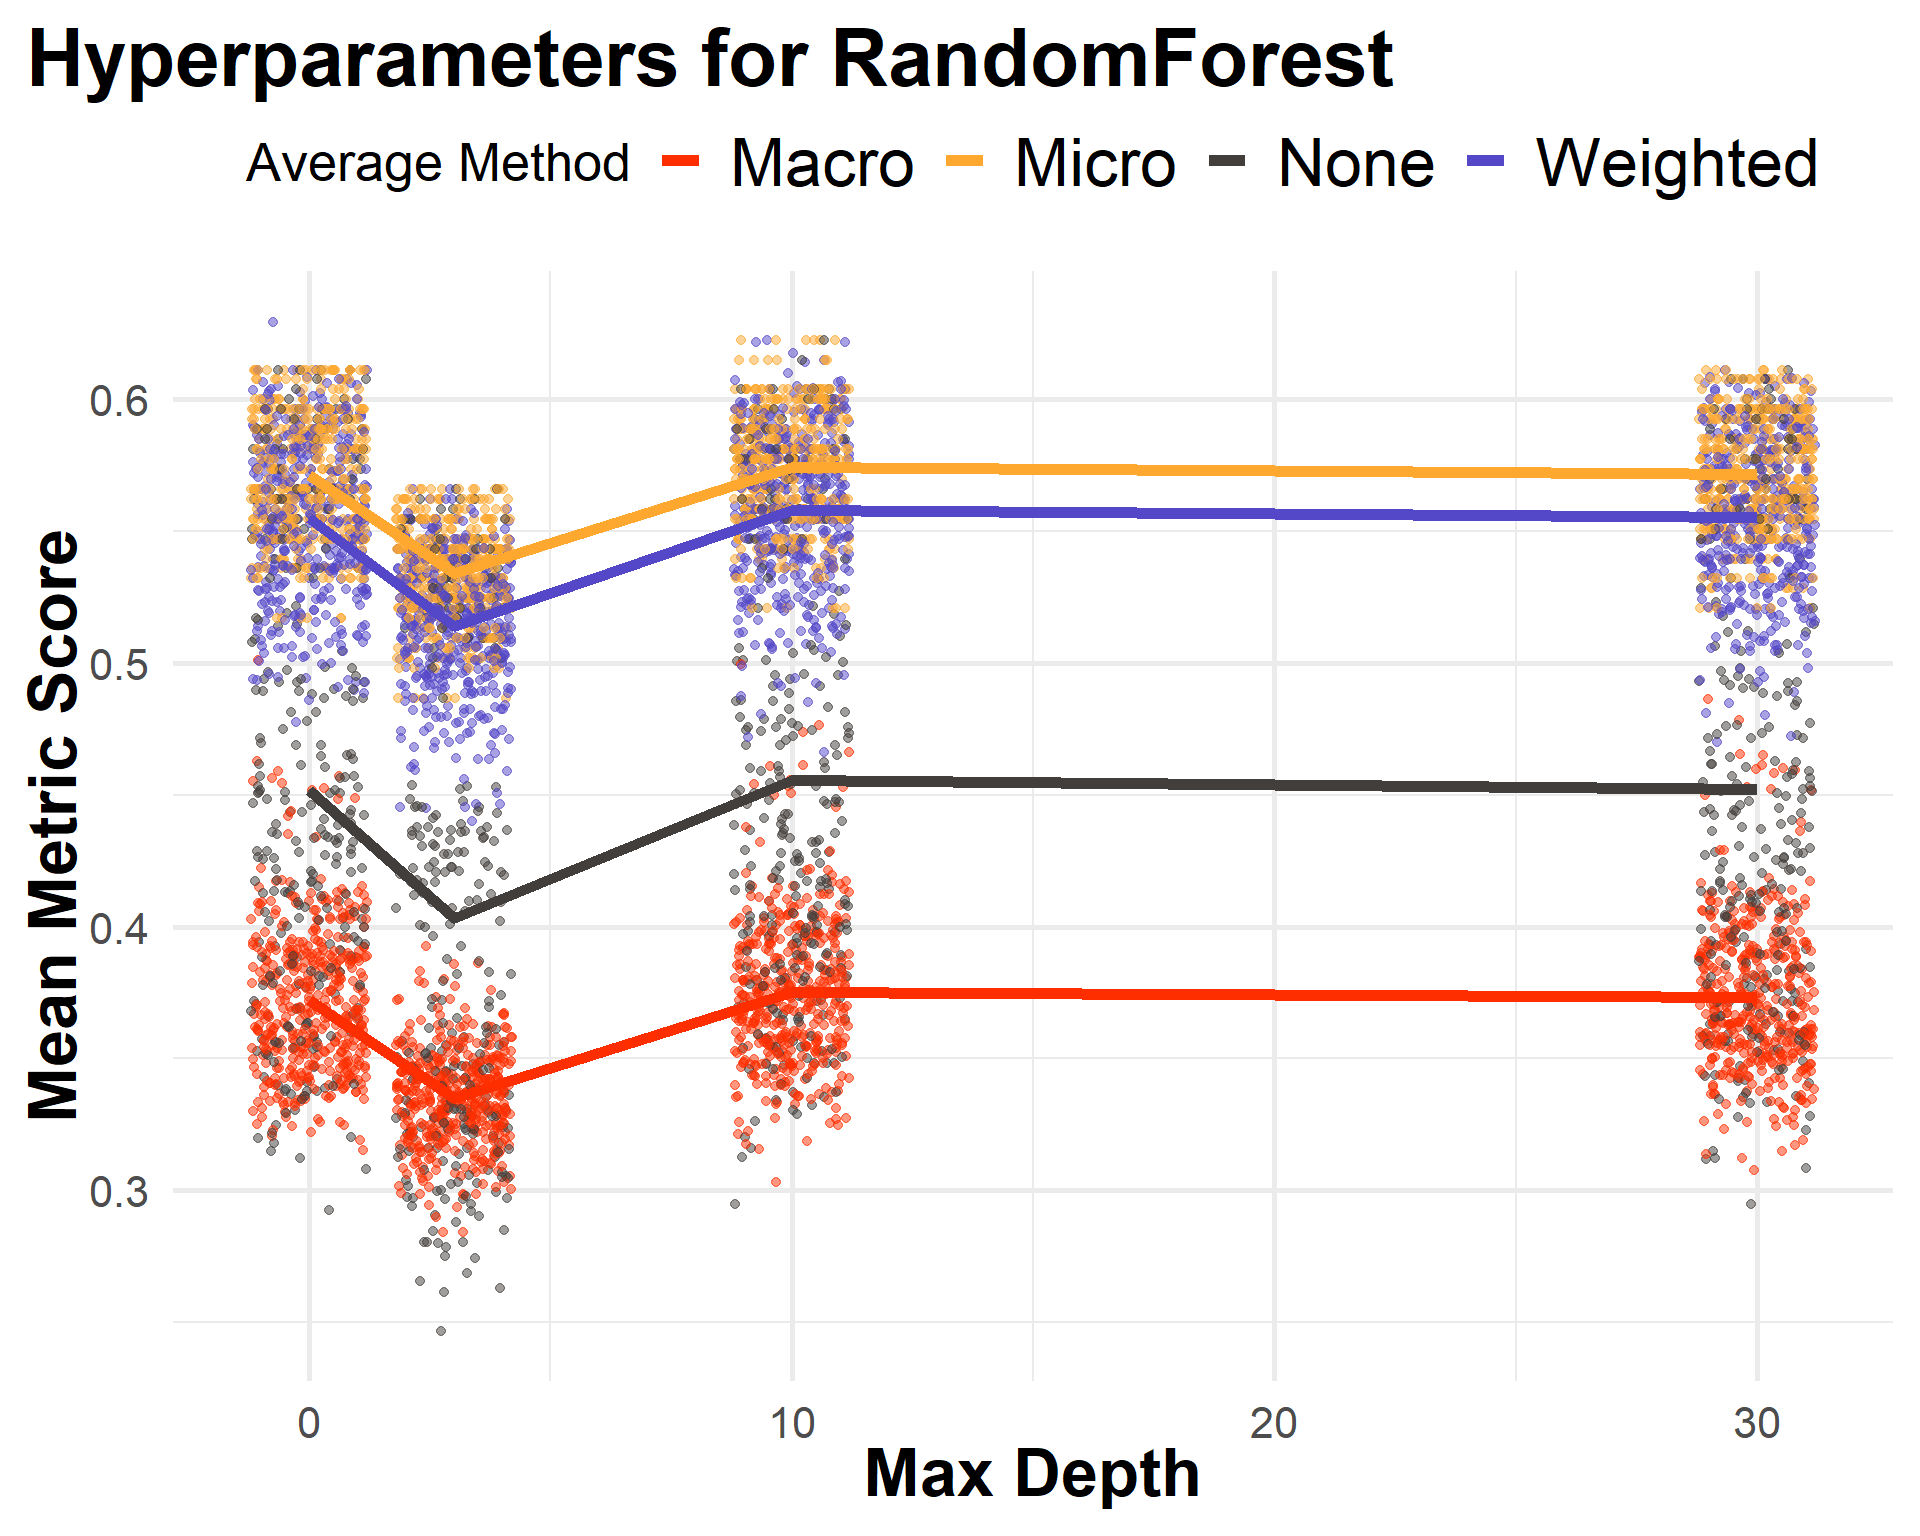 Hyperparameters for RandomForest
Average Method Macro Micro None Weighted
Mean Metric Score
0.6
0.5
0.4
0.3
0 10 20 30
Max Depth